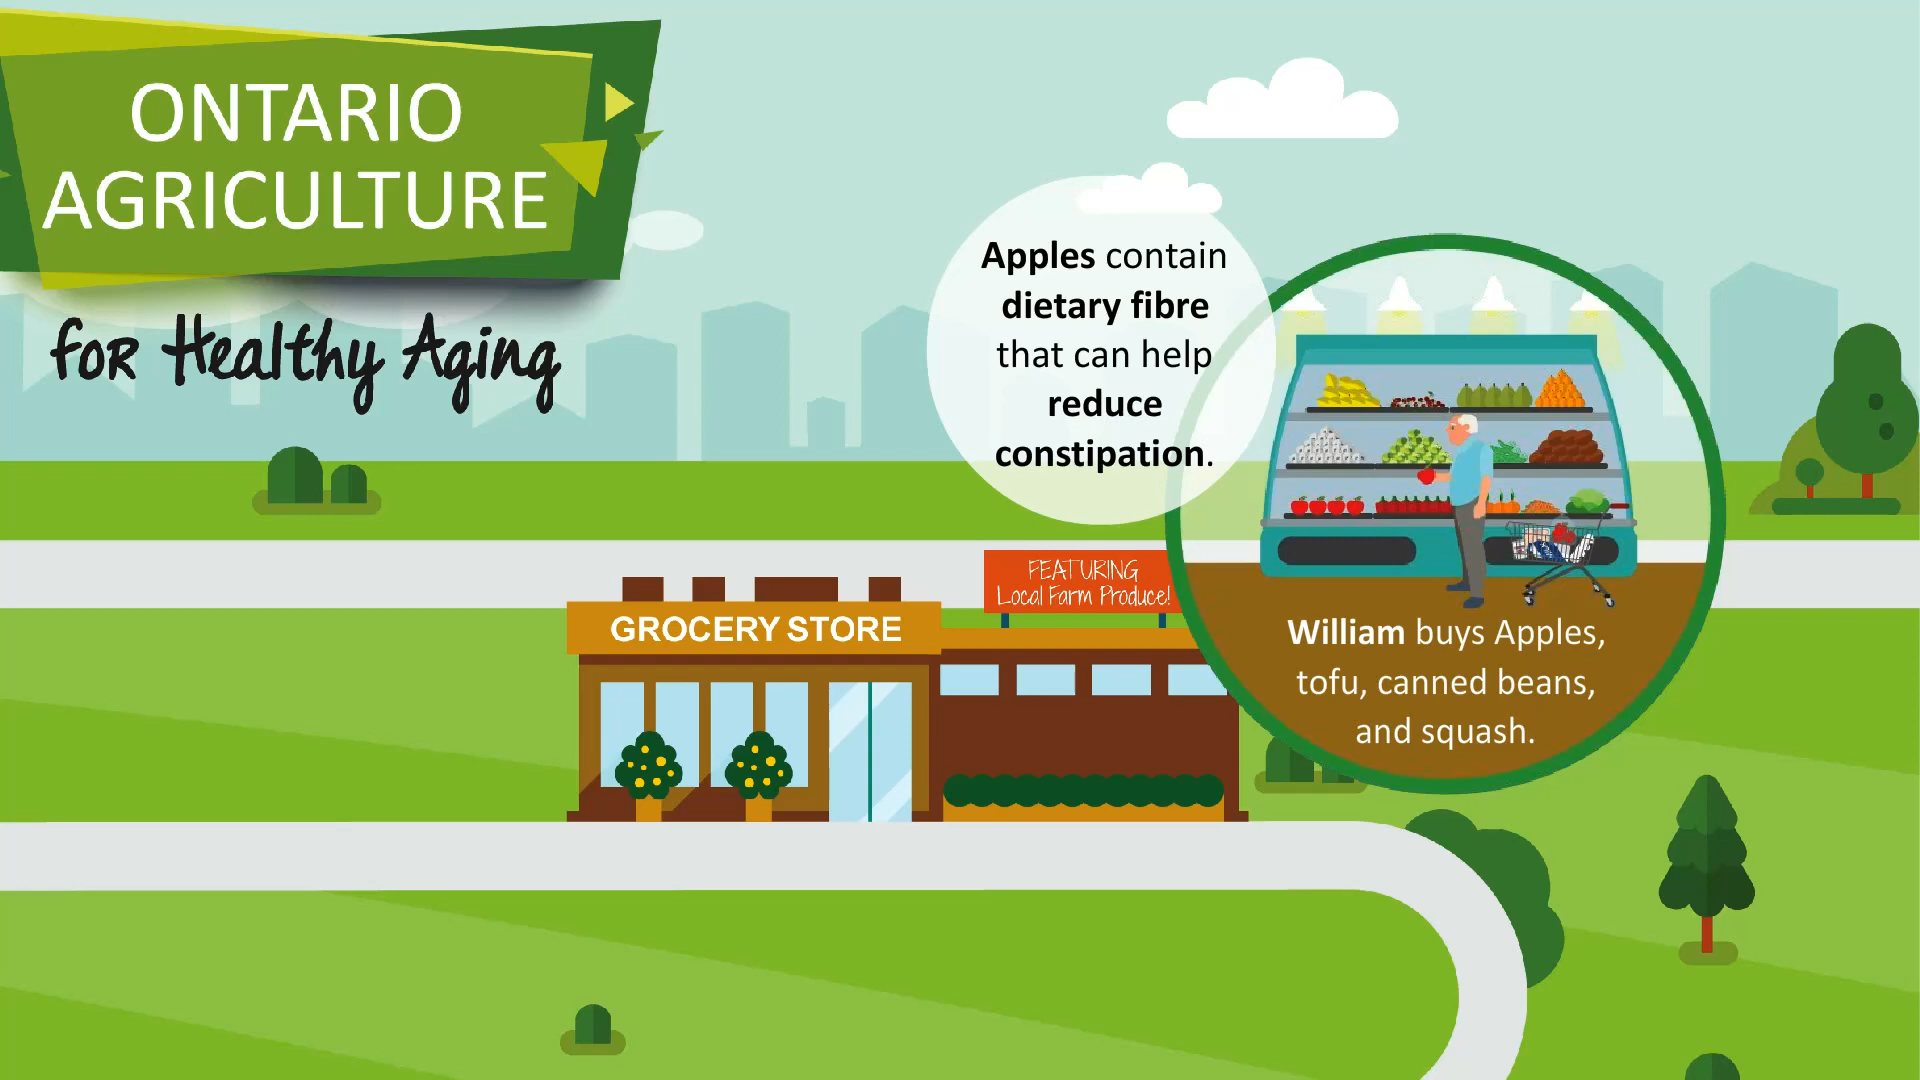 ONTARIO
AGRICULTURE
for Healthy Aging
Apples contain
dietary fibre
that can help
reduce
constipation.
FEATURING
Local Farm Produce!
GROCERY STORE
William buys Apples,
tofu, canned beans,
and squash.